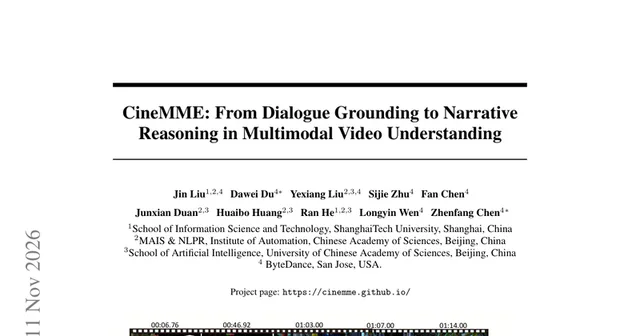 CineMME: From Dialogue Grounding to Narrative
Reasoning in Multimodal Video Understanding
Jin Liu1,2,4 Dawei Du4* Yexiang Liu2,3,4 Sijie Zhu4 Fan Chen4
Junxian Duan2,3 Huaibo Huang2,3 Ran He1,2,3 Longyin Wen4 Zhenfang Chen4*
1School of Information Science and Technology, ShanghaiTech University, Shanghai, China
2MAIS & NLPR, Institute of Automation, Chinese Academy of Sciences, Beijing, China
3School of Artificial Intelligence, University of Chinese Academy of Sciences, Beijing, China
4 ByteDance, San Jose, USA.
Project page: https://cinemme.github.io/
11 Nov 2026
00:06.76 00:46.92 01:03.00 01:07.00 01:14.00